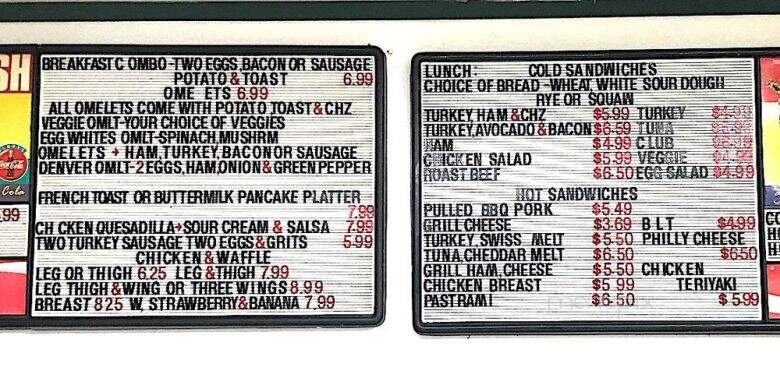 SH
Coca-Cola
Cola
.99
BREAKFAST C OMBO-TWO EGGS,BACON OR SAUSAGE
POTATO & TOAST 6.99
OME ETS 6.99
ALL OMELETS COME WITH POTATO TOAST & CHZ
VEGGIE OMLT-YOUR CHOICE OF VEGGIES
EGG WHITES OMLT-SPINACH,MUSHRM
OMELETS → HAM,TURKEY,BACON OR SAUSAGE
DENVER OMLT-2 EGGS,HAM,ONION & GREEN PEPPER
FRENCH TOAST OR BUTTERMILK PANCAKE PLATTER
7.99
CH CKEN QUESADILLA→SOUR CREAM & SALSA 7.99
TWO TURKEY SAUSAGE TWO EGGS & GRITS 5.99
CHICKEN & WAFFLE
LEG OR THIGH 6.25 LEG & THIGH 7.99
LEG THIGH & WING OR THREE WINGS 8.99
BREAST 8 25 W, STRAWBERRY & BANANA 7.99
LUNCH: COLD SANDWICHES
CHOICE OF BREAD -WHEAT, WHITE SOUR DOUGH
RYE OR SQUAW
TURKEY, HAM & CHZ $5.99 TURKEY $4.99
TURKEY,AVOCADO & BACON $6.59 TUNA
HAM $4.99 CLUB
CHICKEN SALAD $5.99 VEGGIE $4.99
ROAST BEEF $6.50 EGG SALAD $4.99
HOT SANDWICHES
PULLED BBQ PORK $5.49
GRILL CHEESE $3.69 B L T $4.99
TURKEY, SWISS MELT $5.50 PHILLY CHEESE
TUNA,CHEDDAR MELT $6.50 $6.50
GRILL HAM, CHEESE $5.50 CHICKEN
CHICKEN BREAST $5 99 TERIYAKI
PASTRAMI $6.50 $ 5 99